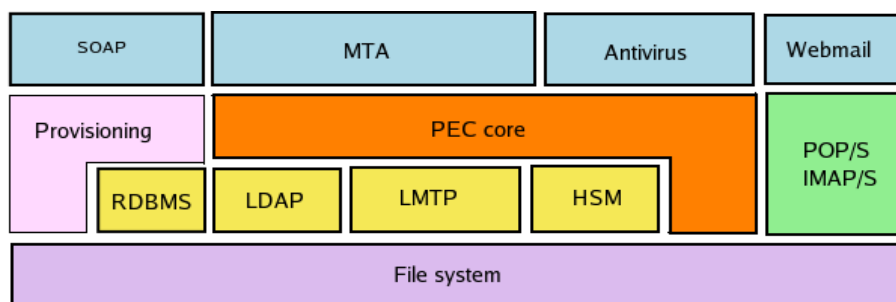 SOAP
MTA
Antivirus
Webmail
Provisioning
PEC core
POP/S
IMAP/S
RDBMS
LDAP
LMTP
HSM
File system